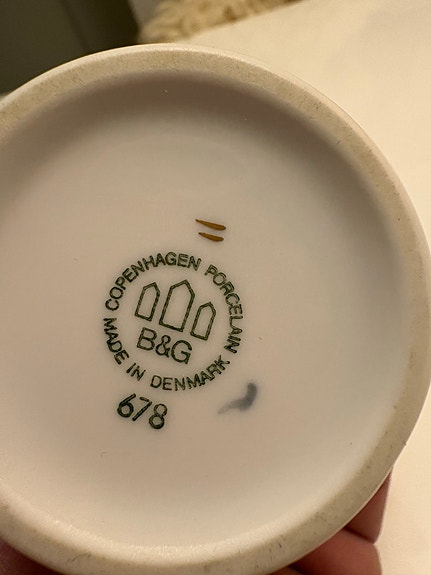 COPENHAGEN PORCELAIN
B&G
MADE IN DENMARK
678